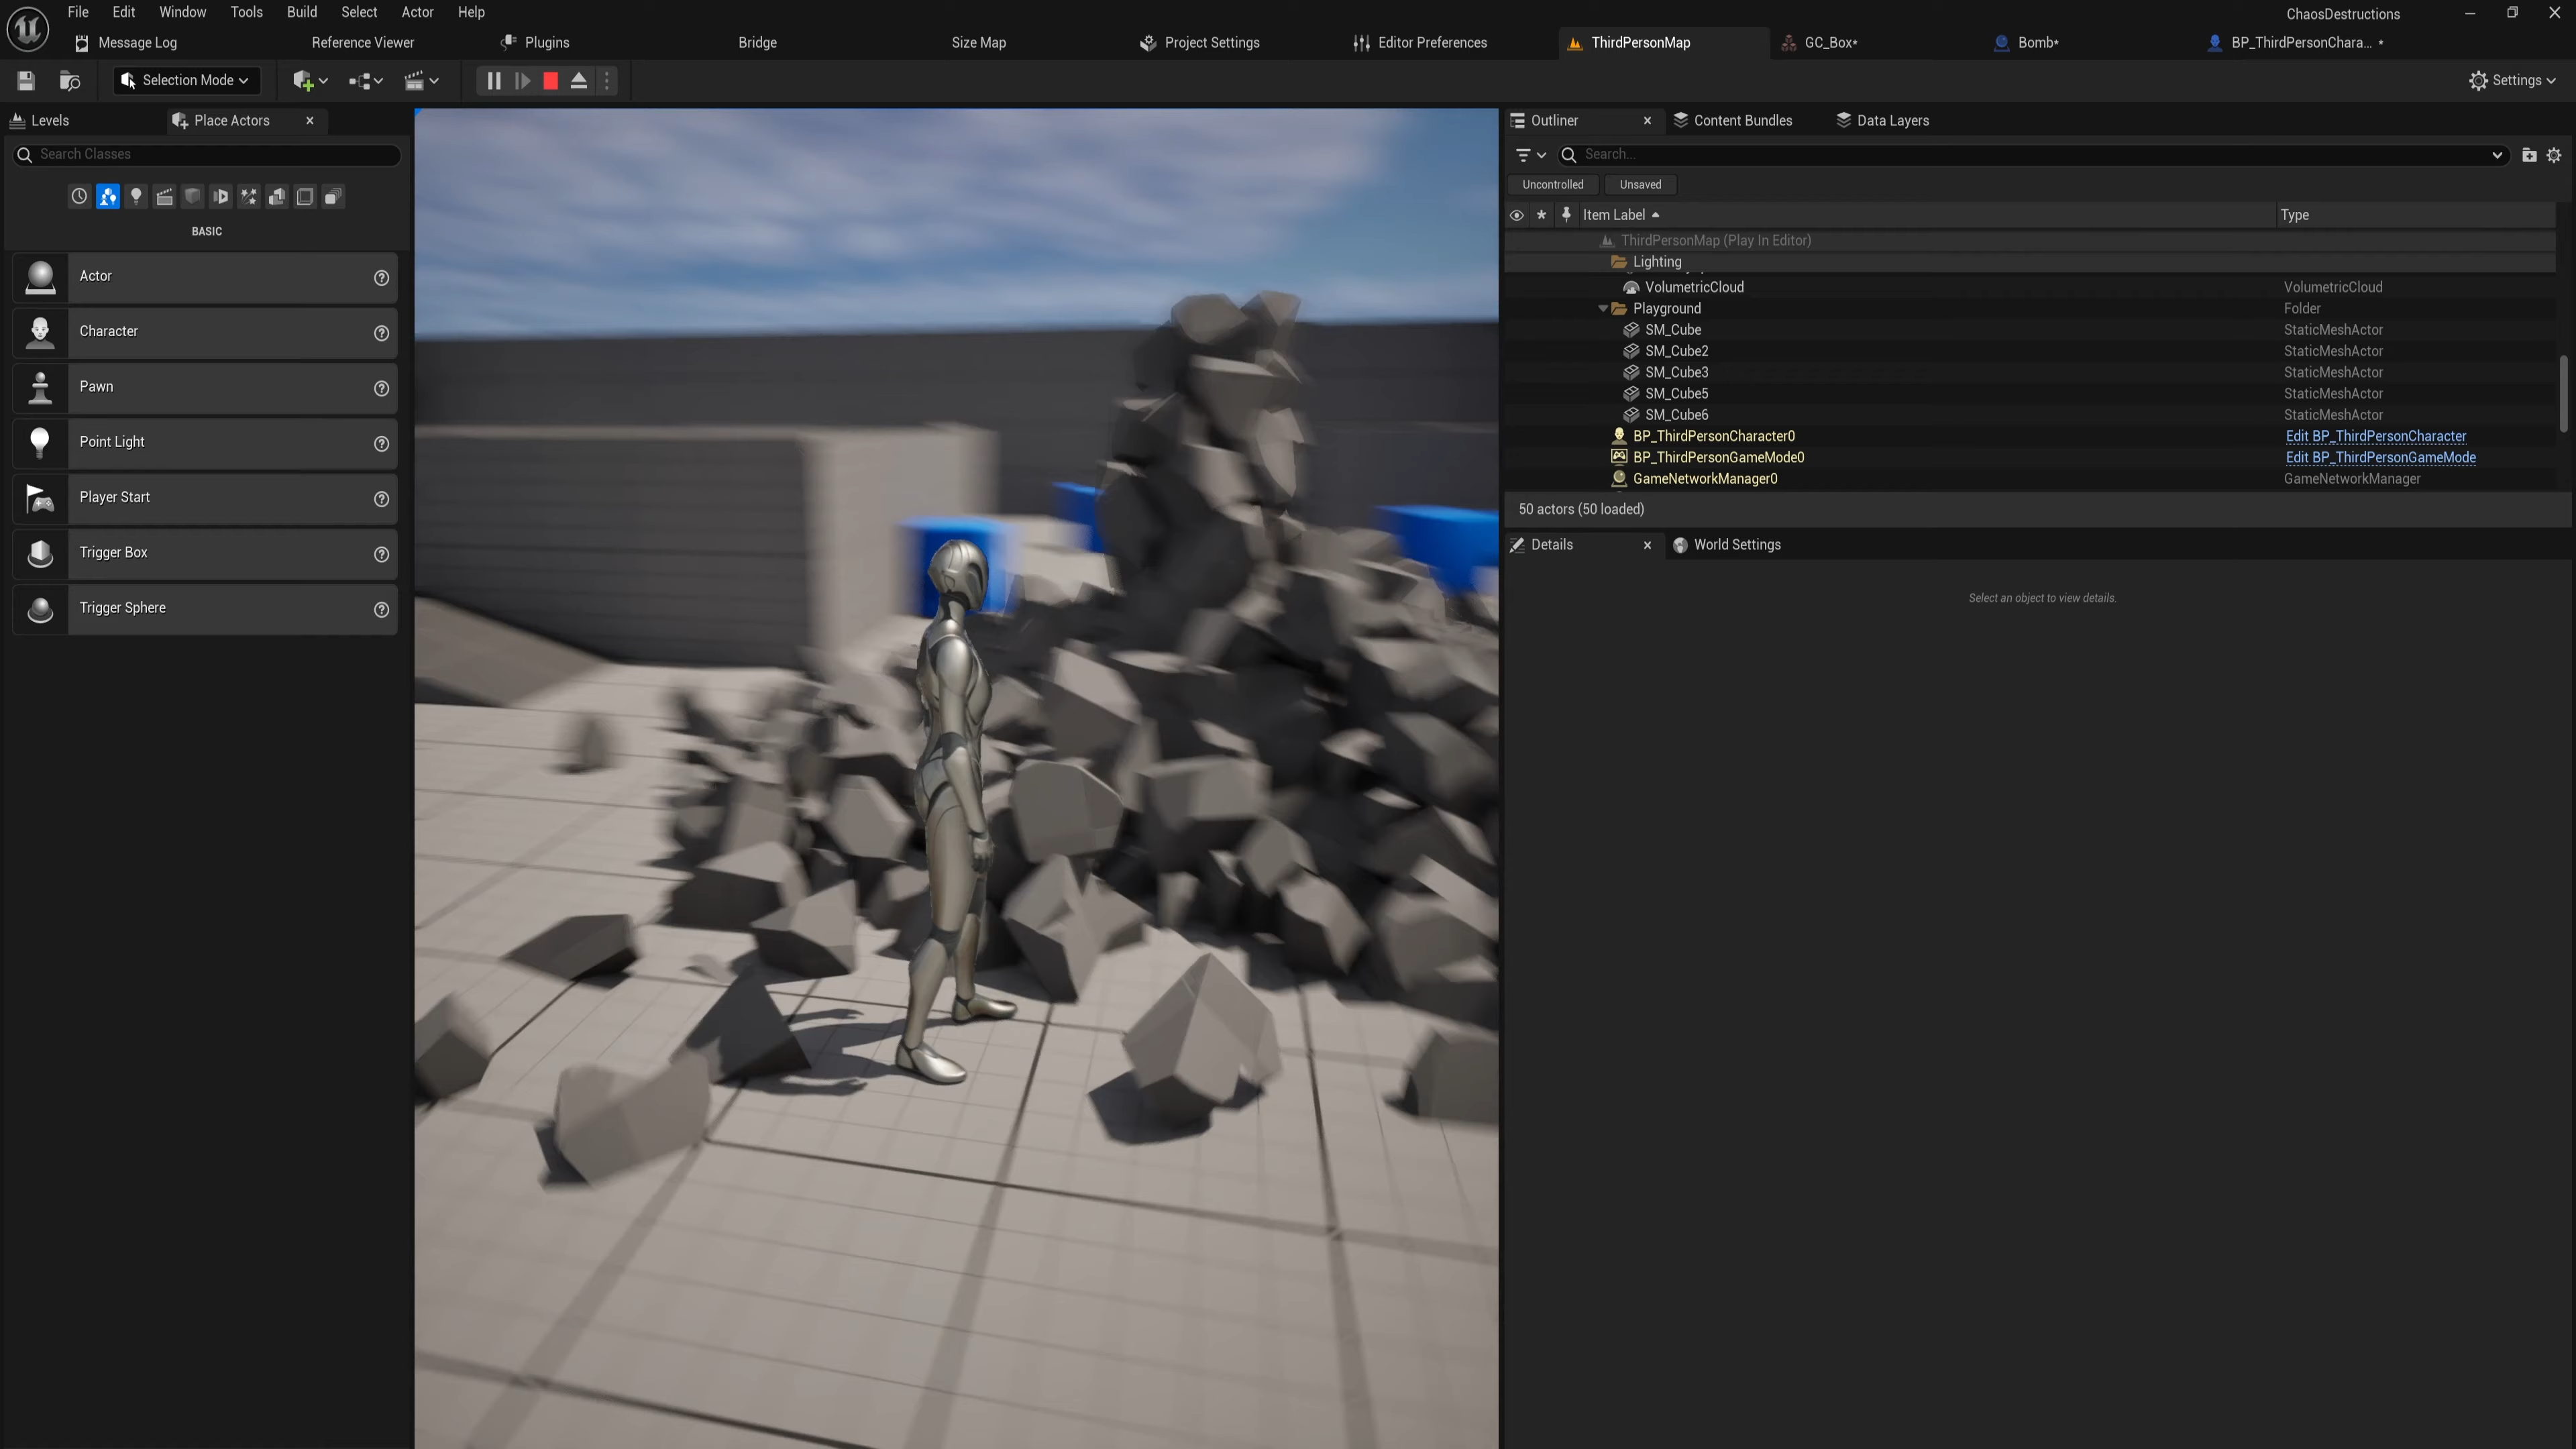 File Edit Window Tools Build Select Actor Help
ChaosDestructions
Message Log Reference Viewer Plugins Bridge Size Map Project Settings Editor Preferences ThirdPersonMap GC_Box* Bomb* BP_ThirdPersonChara... *
Selection Mode
Settings
Levels Place Actors
Search Classes
BASIC
Actor
Character
Pawn
Point Light
Player Start
Trigger Box
Trigger Sphere
Outliner Content Bundles Data Layers
Search...
Uncontrolled Unsaved
Item Label Type
ThirdPersonMap (Play In Editor)
Lighting
VolumetricCloud VolumetricCloud
Playground Folder
SM_Cube StaticMeshActor
SM_Cube2 StaticMeshActor
SM_Cube3 StaticMeshActor
SM_Cube5 StaticMeshActor
SM_Cube6 StaticMeshActor
BP_ThirdPersonCharacter0 Edit BP_ThirdPersonCharacter
BP_ThirdPersonGameMode0 Edit BP_ThirdPersonGameMode
GameNetworkManager0 GameNetworkManager
50 actors (50 loaded)
Details World Settings
Select an object to view details.